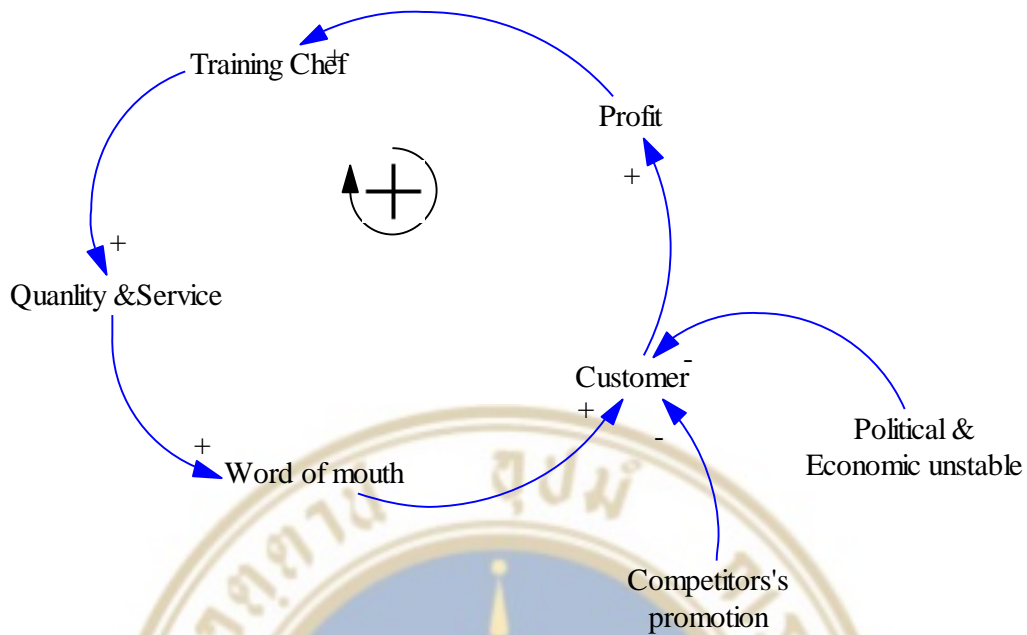 Training Chef
+
Profit
+
+
Quanlity &Service
Customer
-
+
-
Political &
Economic unstable
+
Word of mouth
Competitors's
promotion
+